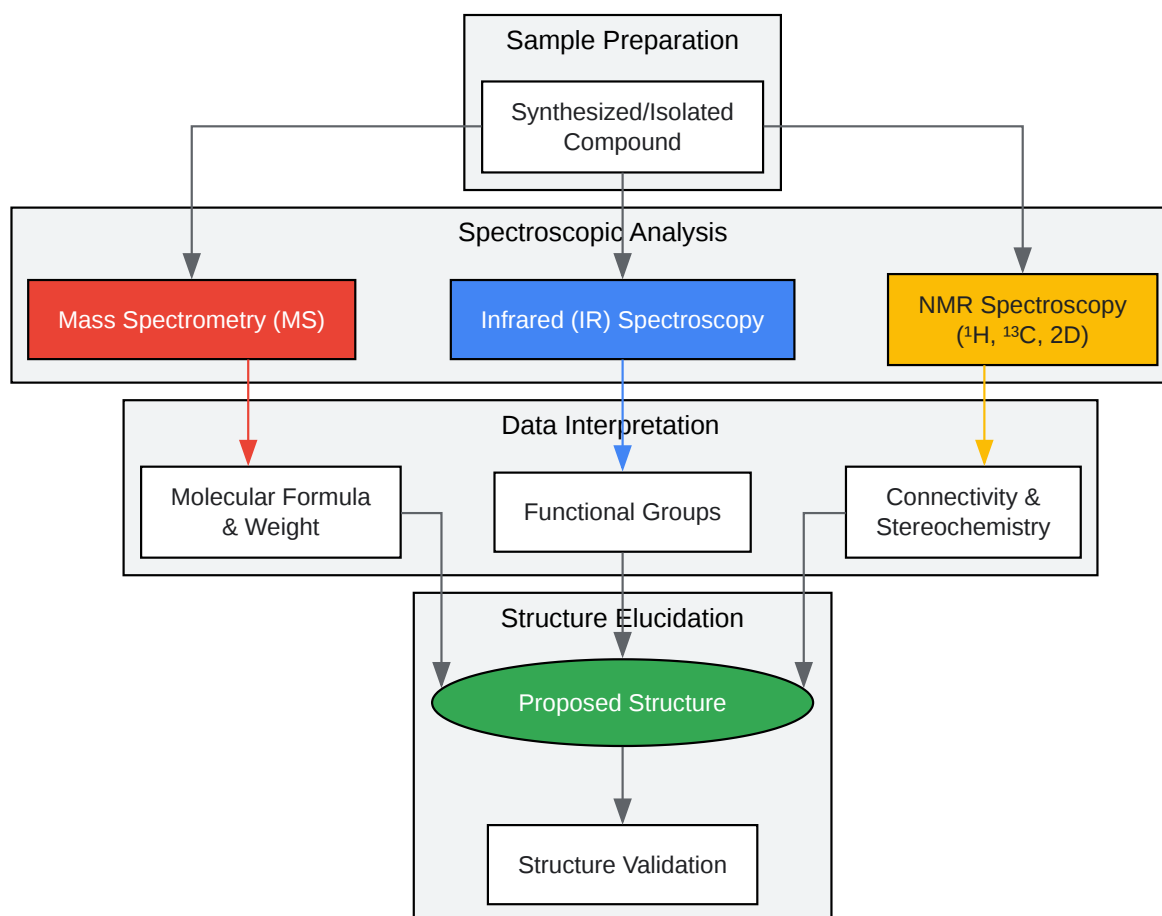 Sample Preparation
Synthesized/Isolated
Compound
Spectroscopic Analysis
Mass Spectrometry (MS)
Infrared (IR) Spectroscopy
NMR Spectroscopy
(¹H, ¹³C, 2D)
Data Interpretation
Molecular Formula
& Weight
Functional Groups
Connectivity &
Stereochemistry
Structure Elucidation
Proposed Structure
Structure Validation